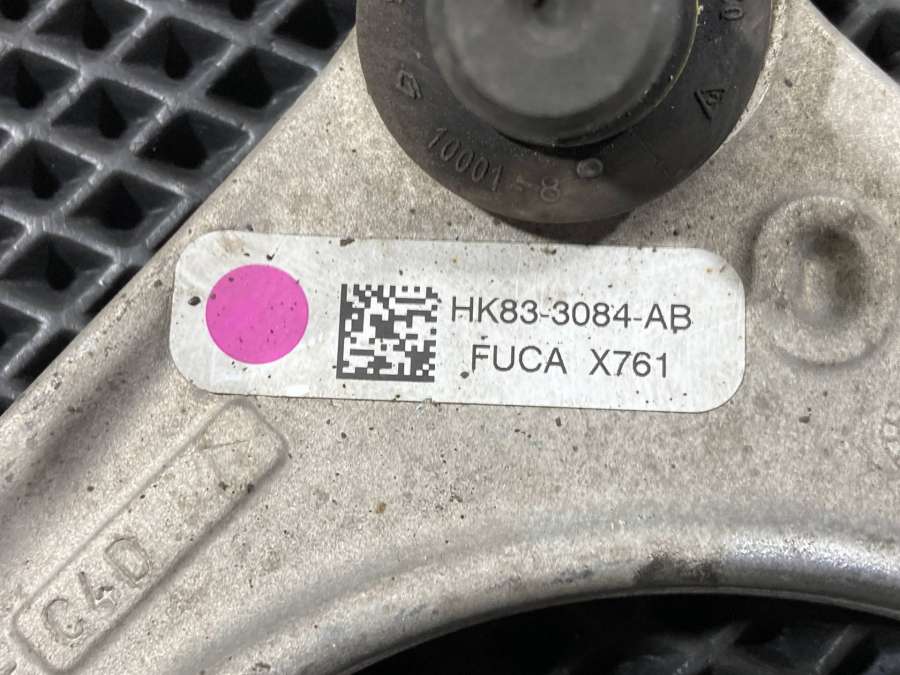 10001-8
HK83-3084-AB
FUCA X761
C4D